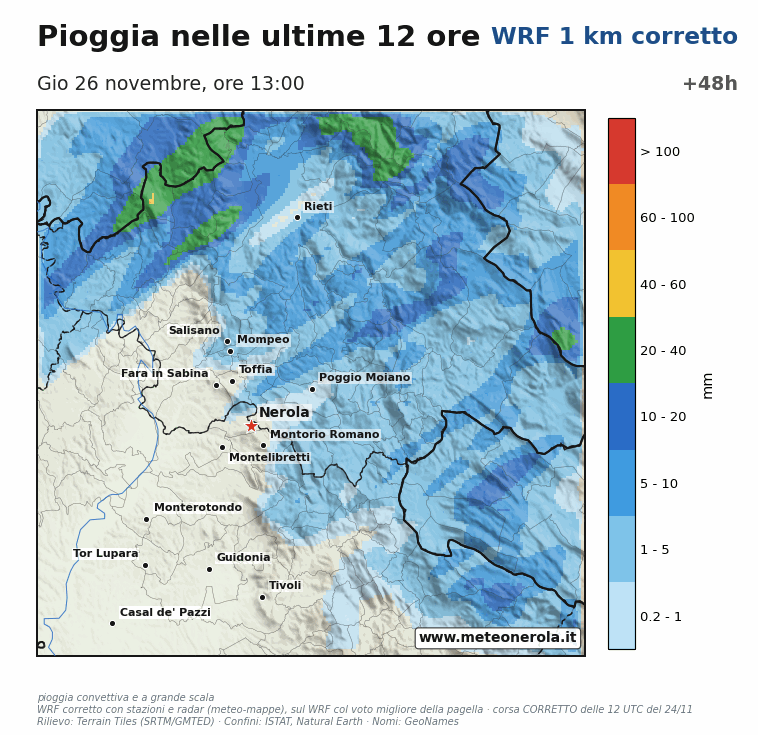 Pioggia nelle ultime 12 ore WRF 1 km corretto
Gio 26 novembre, ore 13:00 +48h
Rieti
Salisano
Mompeo
Fara in Sabina
Toffia
Poggio Moiano
Nerola
Montorio Romano
Montelibretti
Monterotondo
Tor Lupara
Guidonia
Tivoli
Casal de' Pazzi
www.meteonerola.it
> 100
60 - 100
40 - 60
20 - 40
10 - 20
5 - 10
1 - 5
0.2 - 1
mm
pioggia convettiva e a grande scala
WRF corretto con stazioni e radar (meteo-mappe), sul WRF col voto migliore della pagella · corsa CORRETTO delle 12 UTC del 24/11
Rilievo: Terrain Tiles (SRTM/GMTED) · Confini: ISTAT, Natural Earth · Nomi: GeoNames